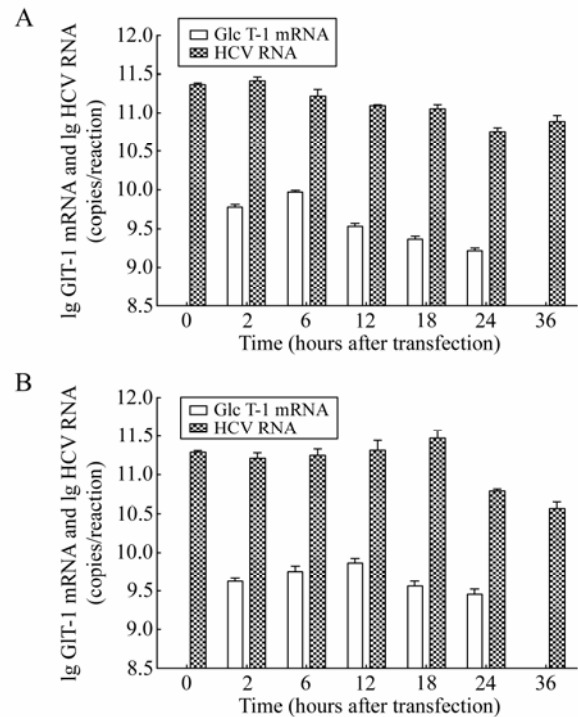 A
lg GlT-1 mRNA and lg HCV RNA
(copies/reaction)
12.0
11.5
11.0
10.5
10.0
9.5
9.0
8.5
Glc T-1 mRNA
HCV RNA
0 2 6 12 18 24 36
Time (hours after transfection)
B
lg GlT-1 mRNA and lg HCV RNA
(copies/reaction)
12.0
11.5
11.0
10.5
10.0
9.5
9.0
8.5
Glc T-1 mRNA
HCV RNA
0 2 6 12 18 24 36
Time (hours after transfection)